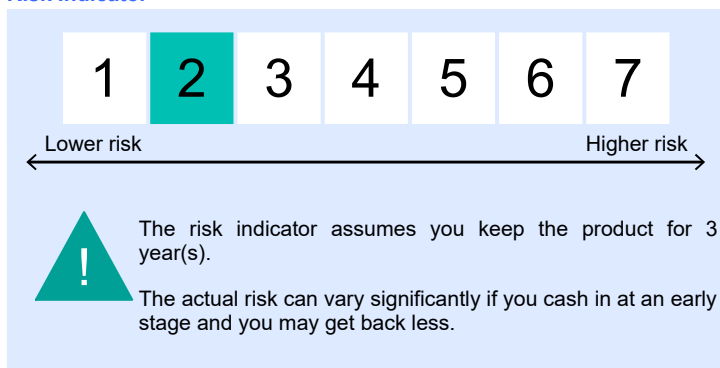 Risk Indicator
1 2 3 4 5 6 7
Lower risk Higher risk
!
The risk indicator assumes you keep the product for 3
year(s).
The actual risk can vary significantly if you cash in at an early
stage and you may get back less.